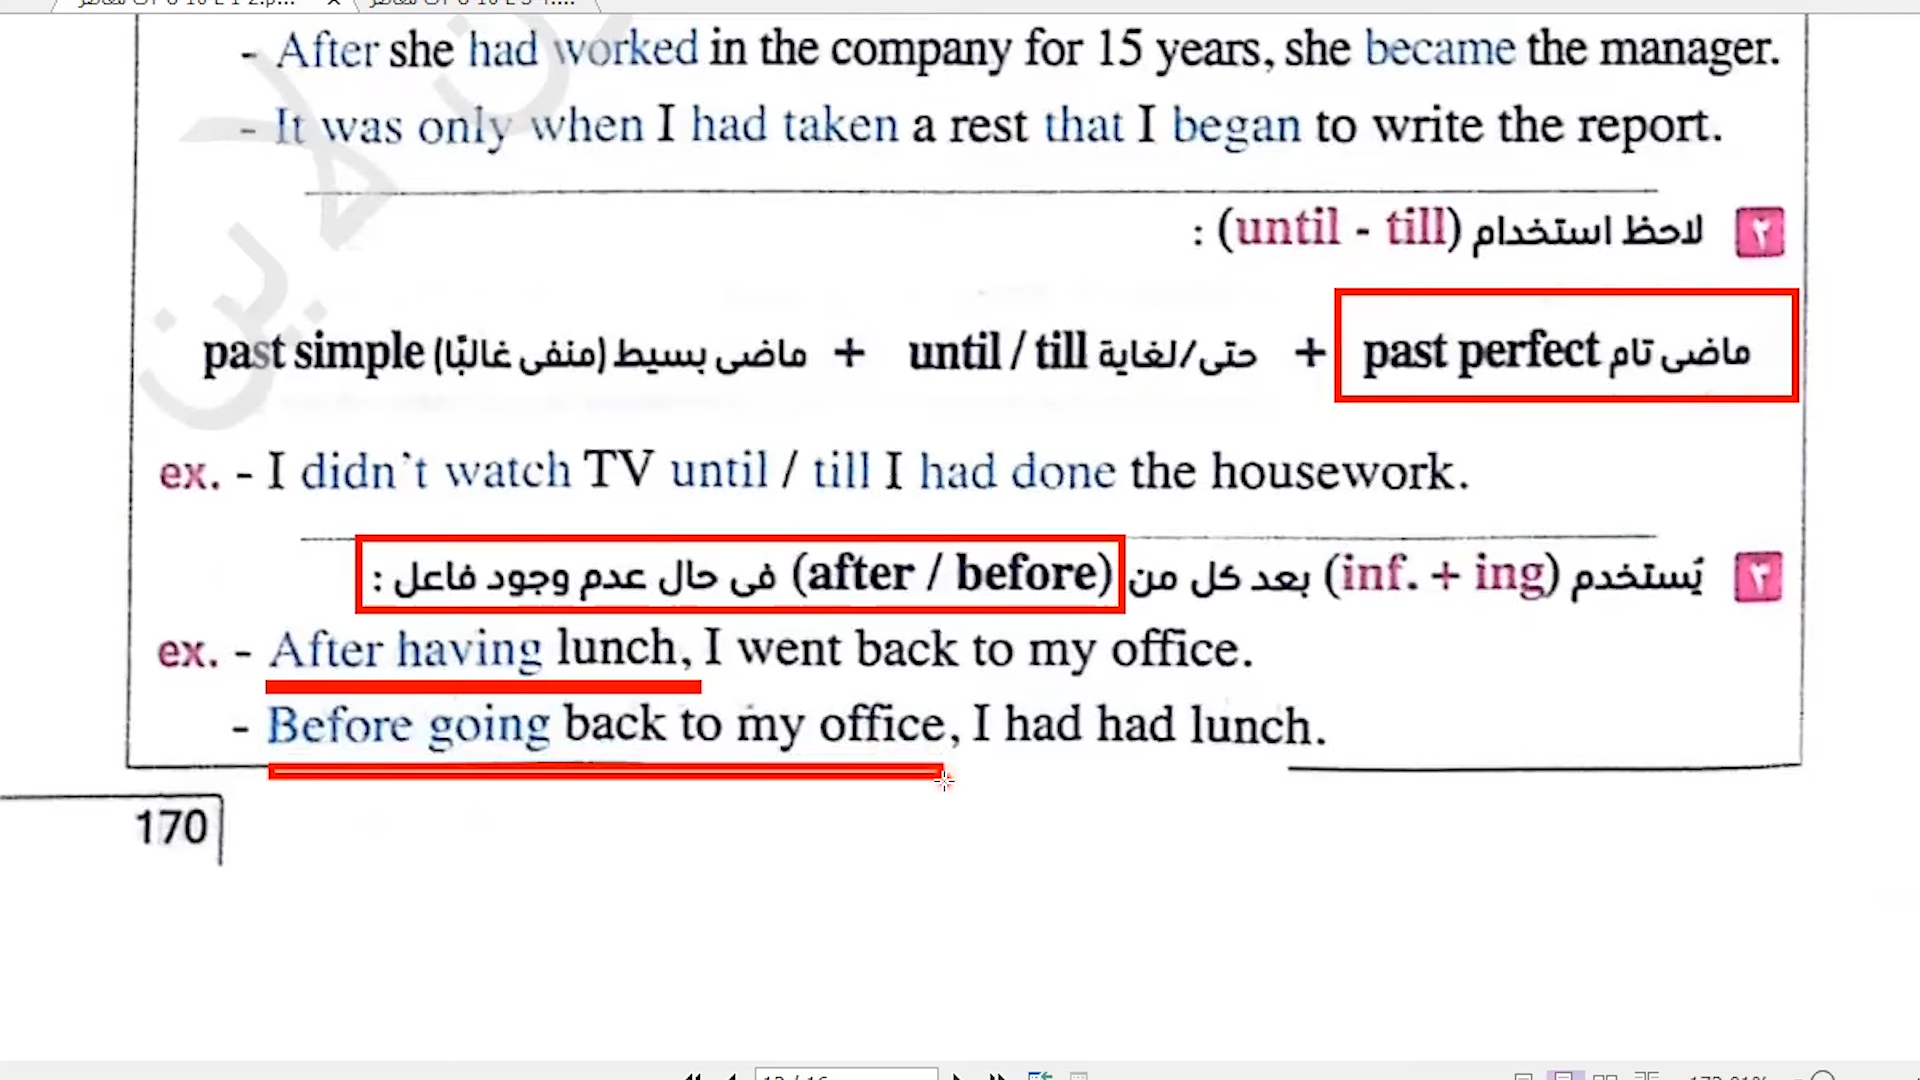 - After she had worked in the company for 15 years, she became the manager.
- It was only when I had taken a rest that I began to write the report.
٢ لاحظ استخدام (until - till) :
past simple ماضى بسيط (منفى غالبًا) + until / till حتى/لغاية + past perfect ماضى تام
ex. - I didn't watch TV until / till I had done the housework.
٣ يُستخدم (inf. + ing) بعد كل من (after / before) فى حال عدم وجود فاعل :
ex. - After having lunch, I went back to my office.
- Before going back to my office, I had had lunch.
170